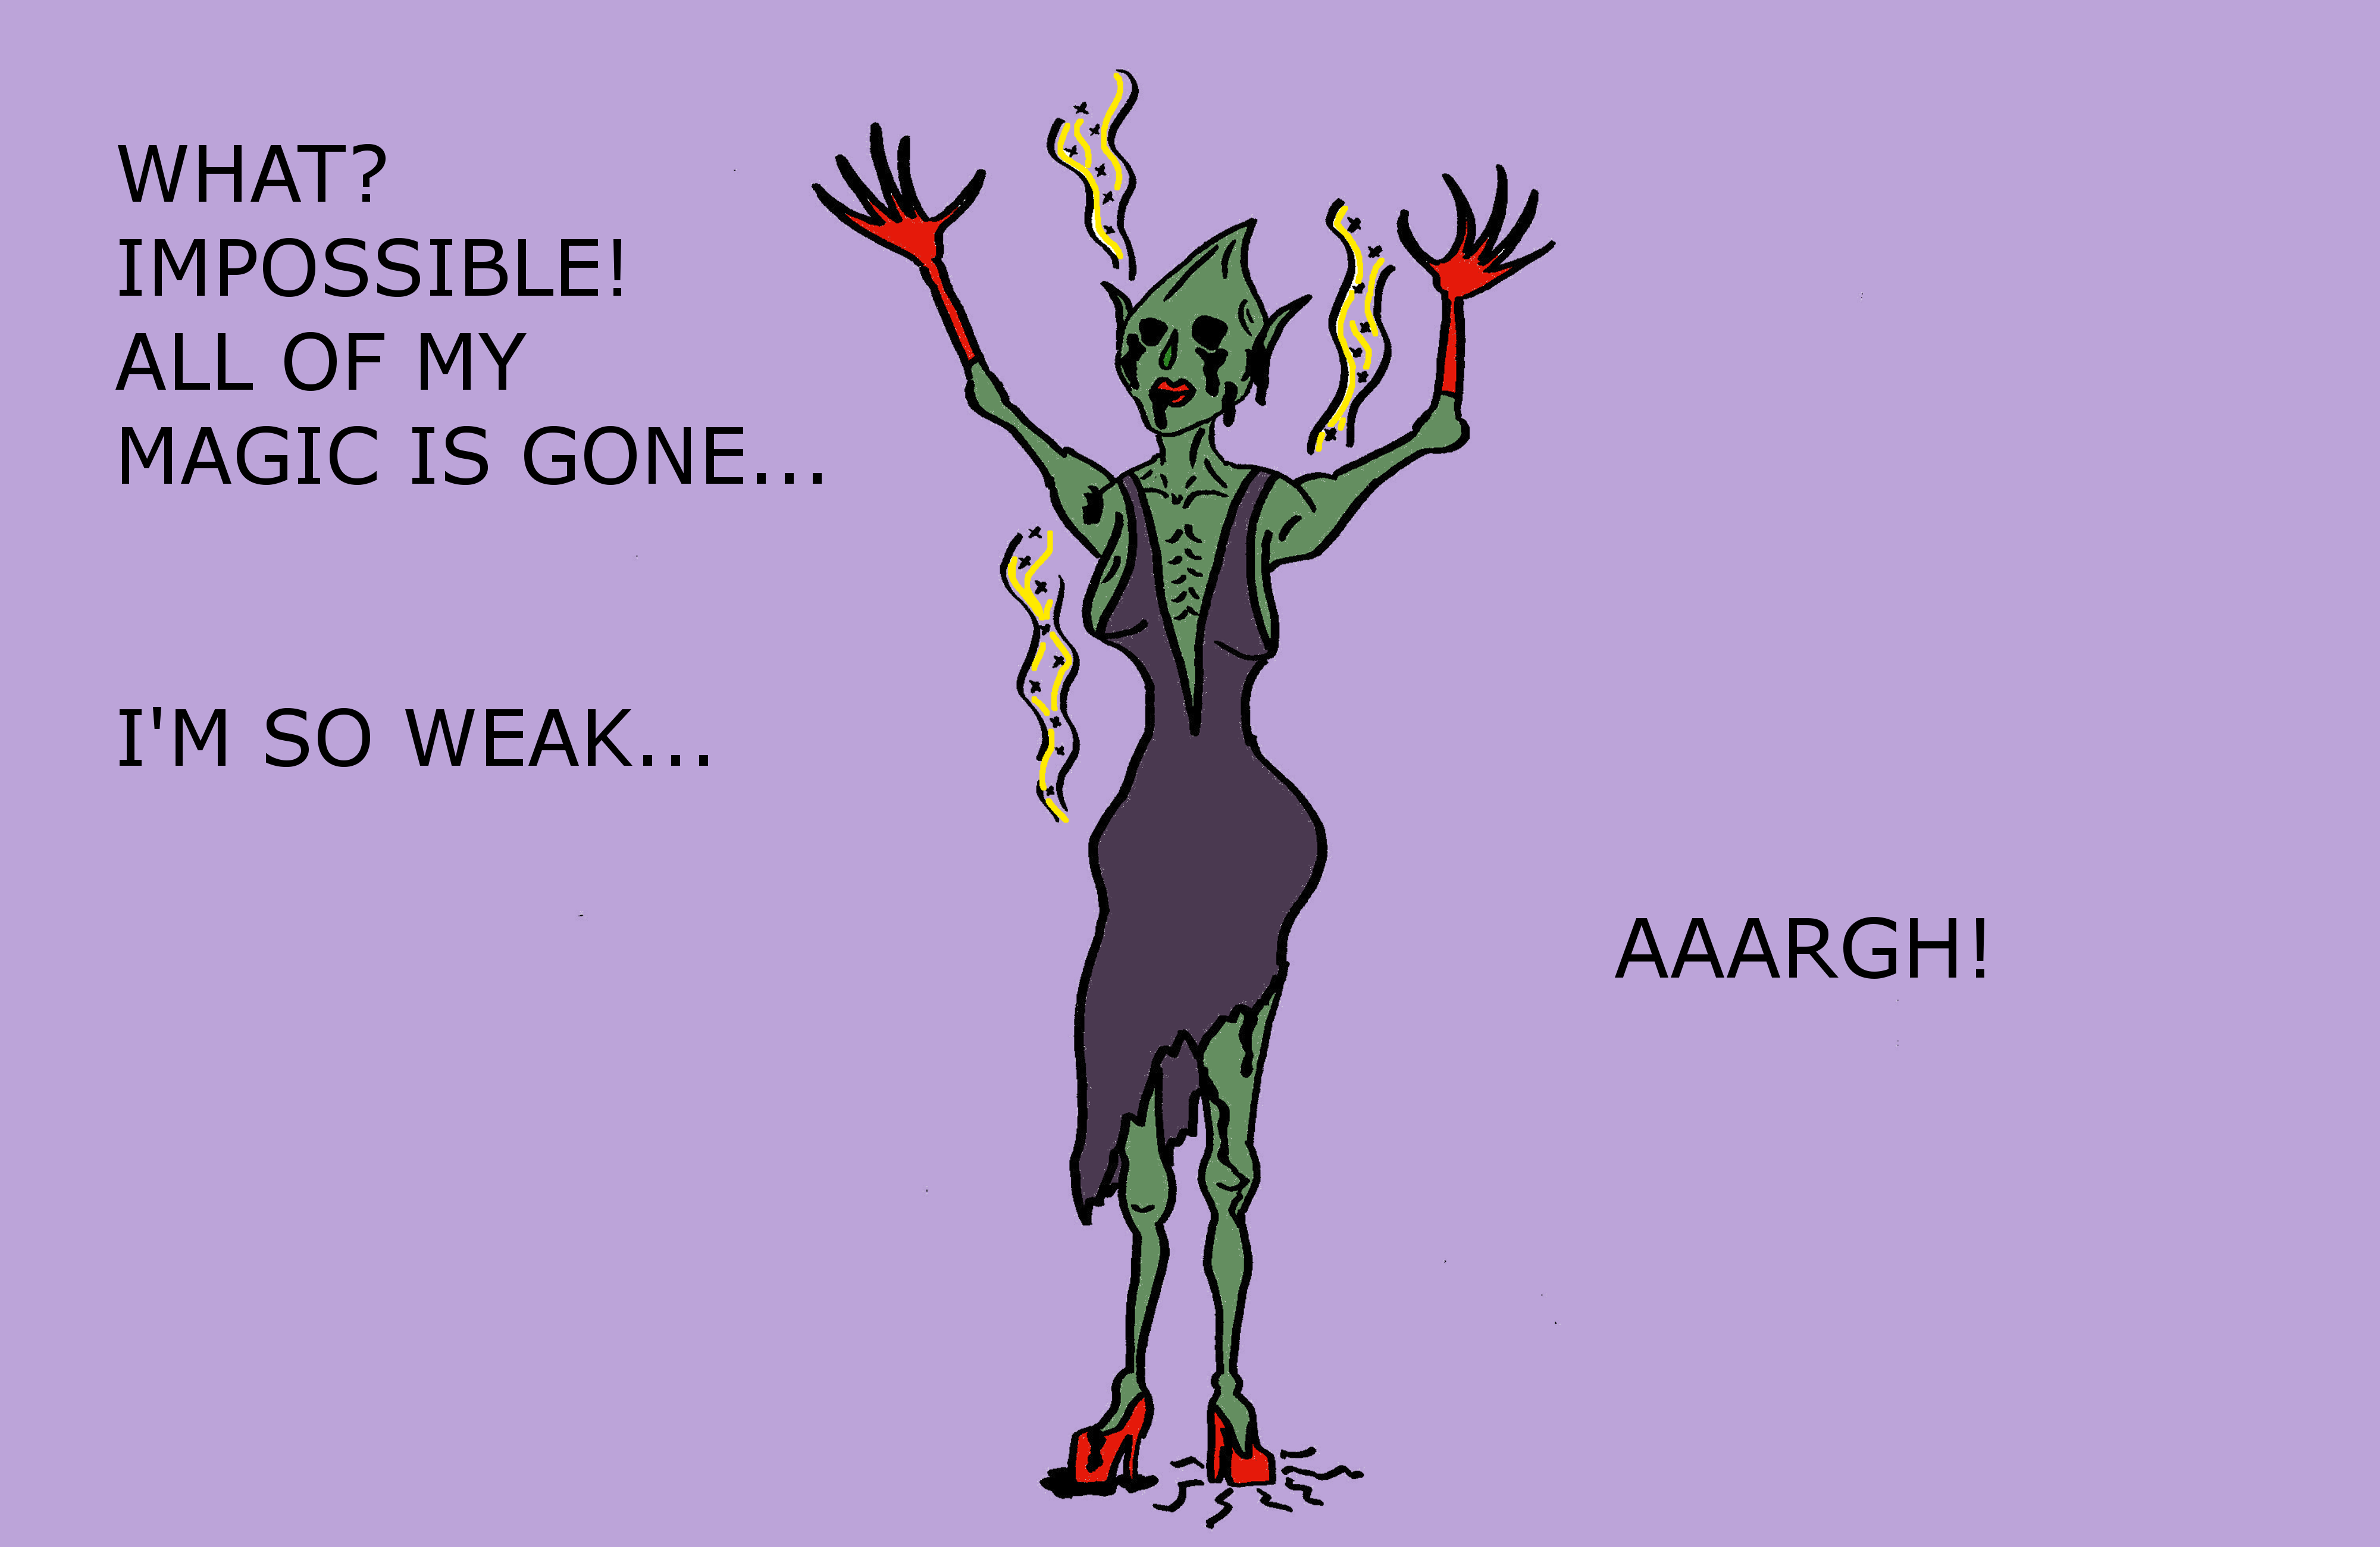 WHAT?
IMPOSSIBLE!
ALL OF MY
MAGIC IS GONE...
I'M SO WEAK...
AAARGH!